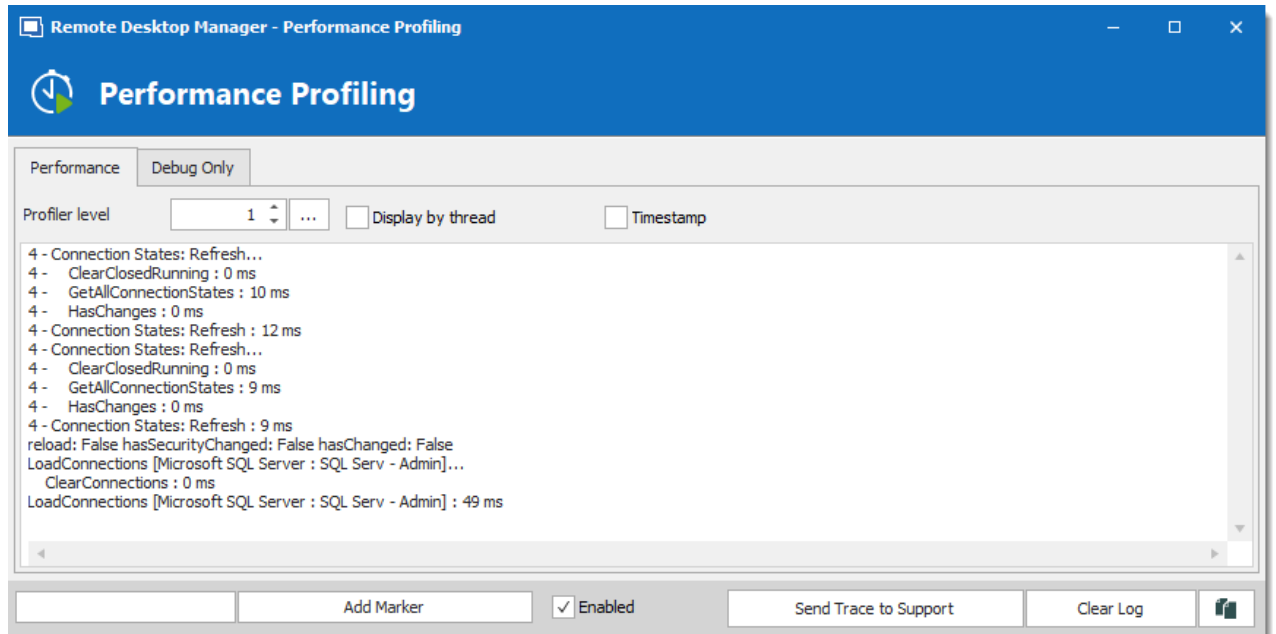 Remote Desktop Manager - Performance Profiling
Performance Profiling
Performance Debug Only
Profiler level 1 ... Display by thread Timestamp
4 - Connection States: Refresh...
4 - ClearClosedRunning : 0 ms
4 - GetAllConnectionStates : 10 ms
4 - HasChanges : 0 ms
4 - Connection States: Refresh : 12 ms
4 - Connection States: Refresh...
4 - ClearClosedRunning : 0 ms
4 - GetAllConnectionStates : 9 ms
4 - HasChanges : 0 ms
4 - Connection States: Refresh : 9 ms
reload: False hasSecurityChanged: False hasChanged: False
LoadConnections [Microsoft SQL Server : SQL Serv - Admin]...
ClearConnections : 0 ms
LoadConnections [Microsoft SQL Server : SQL Serv - Admin] : 49 ms
Add Marker Enabled Send Trace to Support Clear Log